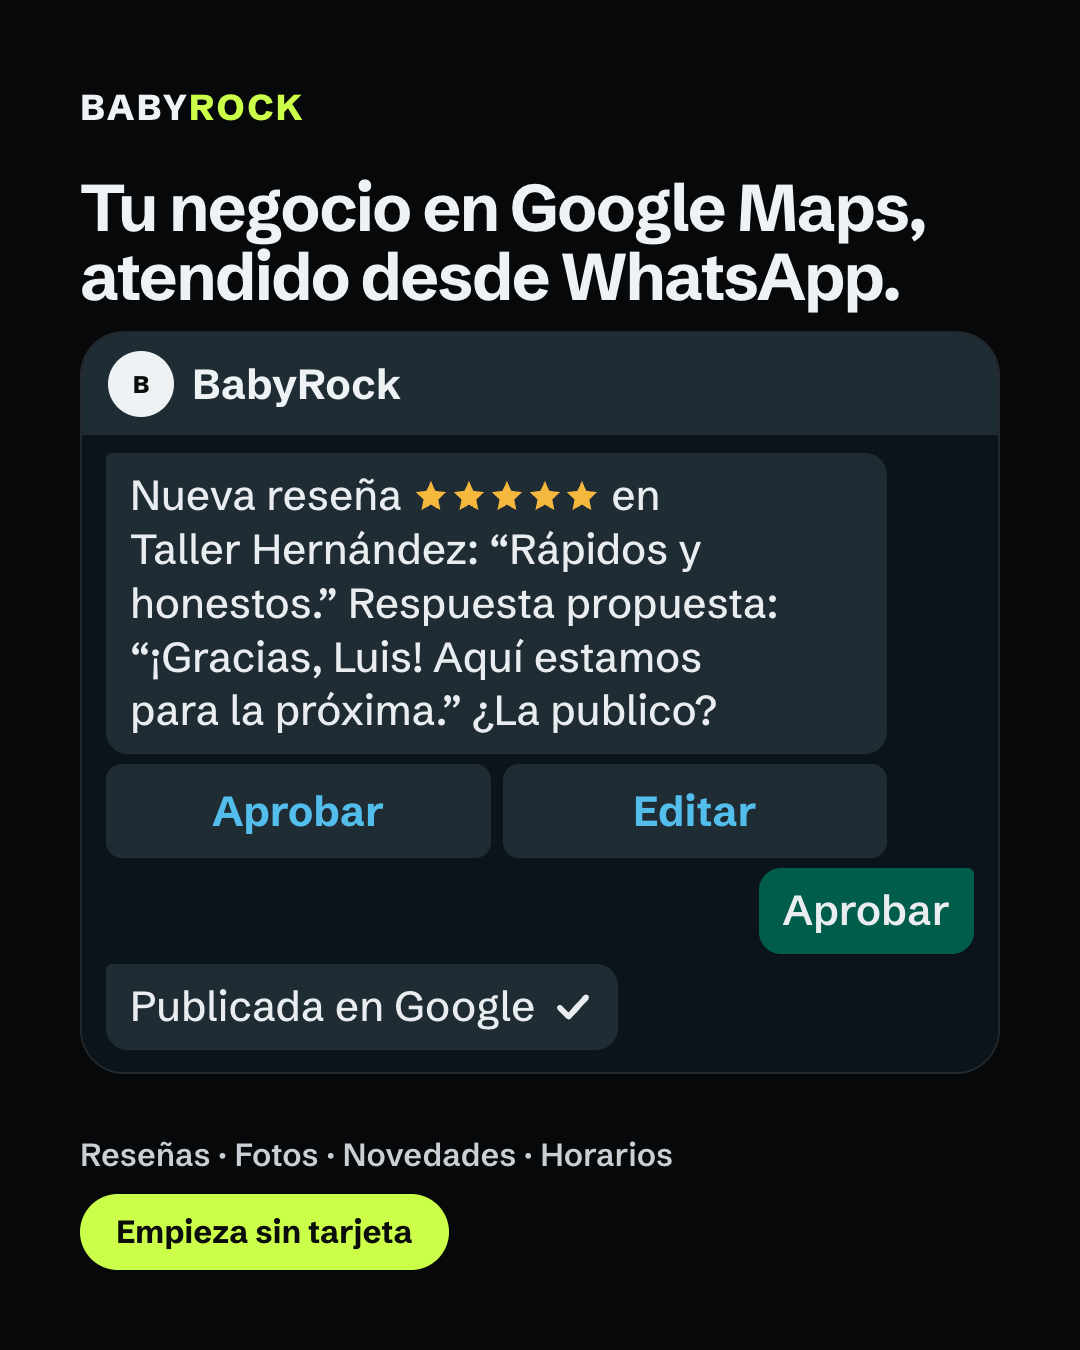 BABYROCK
Tu negocio en Google Maps,
atendido desde WhatsApp.
B BabyRock
Nueva reseña ★★★★★ en
Taller Hernández: “Rápidos y
honestos.” Respuesta propuesta:
“¡Gracias, Luis! Aquí estamos
para la próxima.” ¿La publico?
Aprobar Editar
Aprobar
Publicada en Google ✓
Reseñas · Fotos · Novedades · Horarios
Empieza sin tarjeta